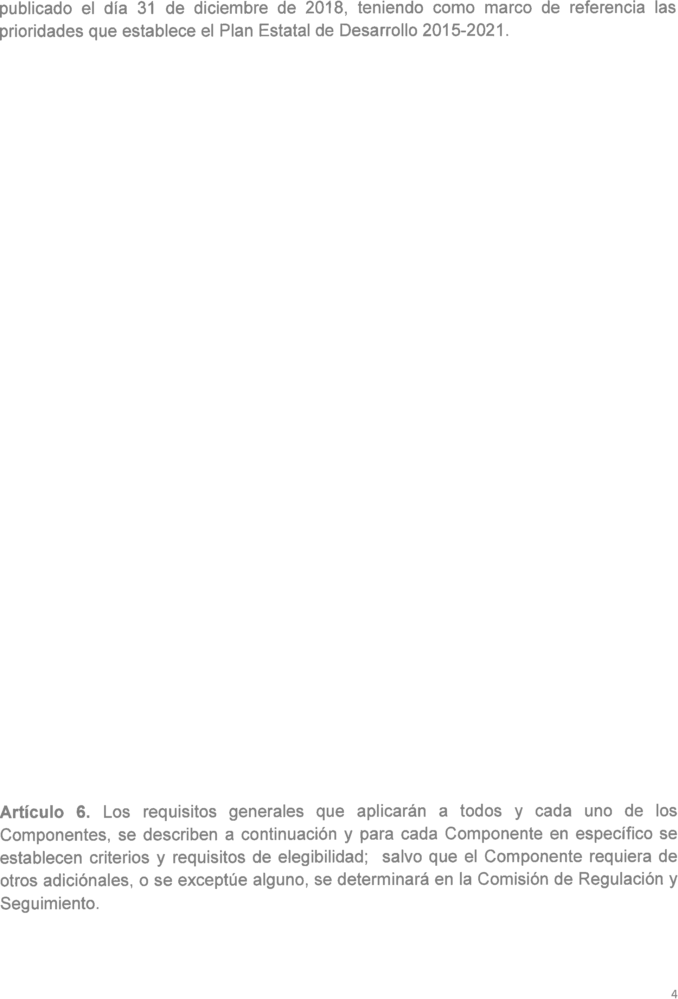 publicado el día 31 de diciembre de 2018, teniendo como marco de referencia las
prioridades que establece el Plan Estatal de Desarrollo 2015-2021.
Artículo 6. Los requisitos generales que aplicarán a todos y cada uno de los
Componentes, se describen a continuación y para cada Componente en específico se
establecen criterios y requisitos de elegibilidad; salvo que el Componente requiera de
otros adiciónales, o se exceptúe alguno, se determinará en la Comisión de Regulación y
Seguimiento.
4